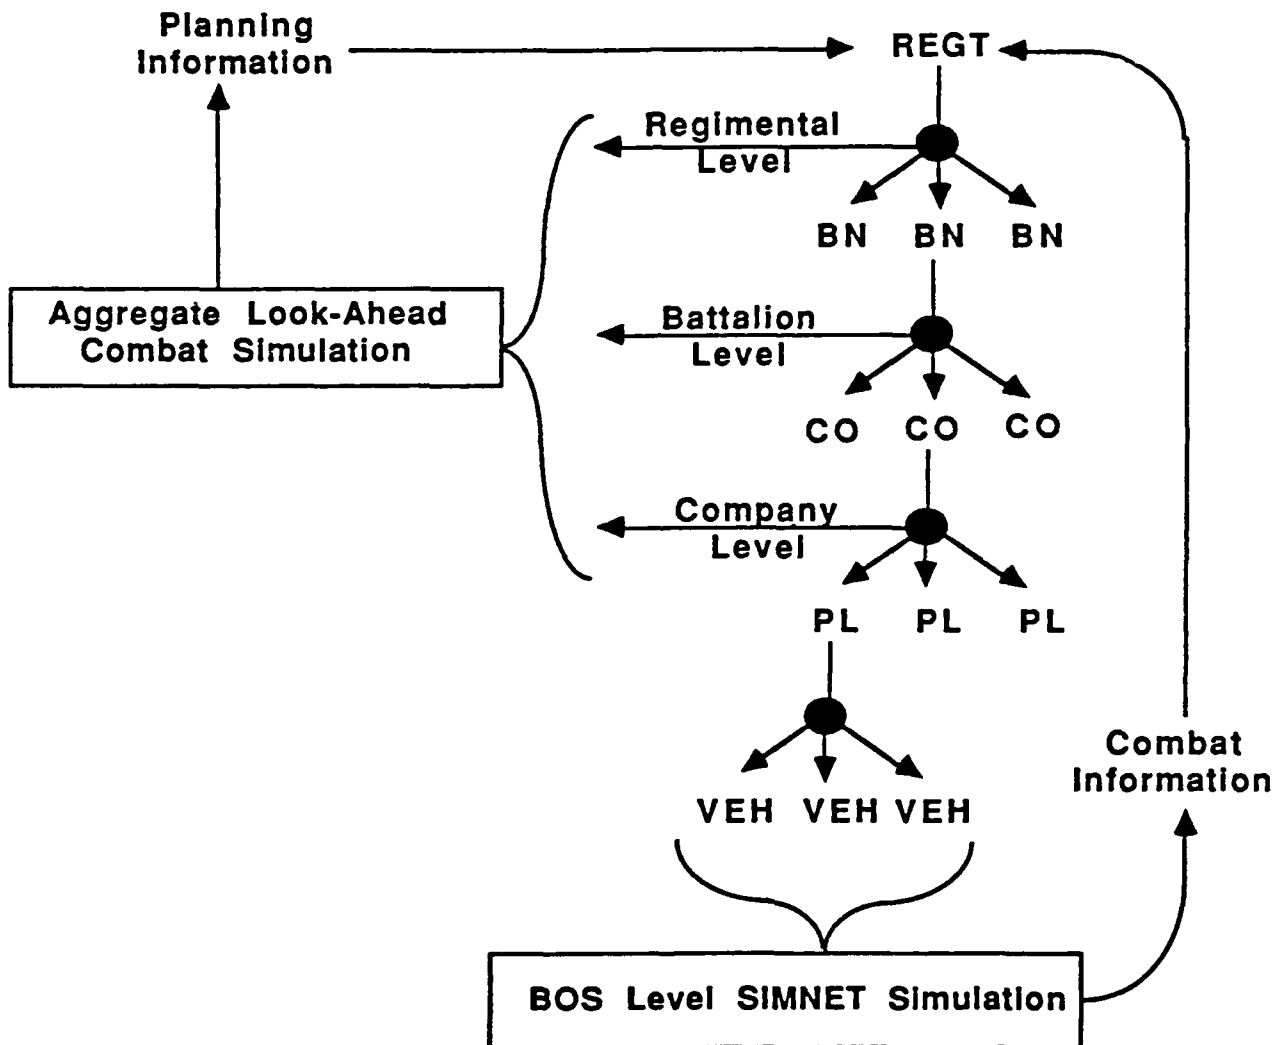 Planning
Information
REGT
Regimental
Level
BN BN BN
Aggregate Look-Ahead
Combat Simulation
Battalion
Level
CO CO CO
Company
Level
PL PL PL
VEH VEH VEH
Combat
Information
BOS Level SIMNET Simulation